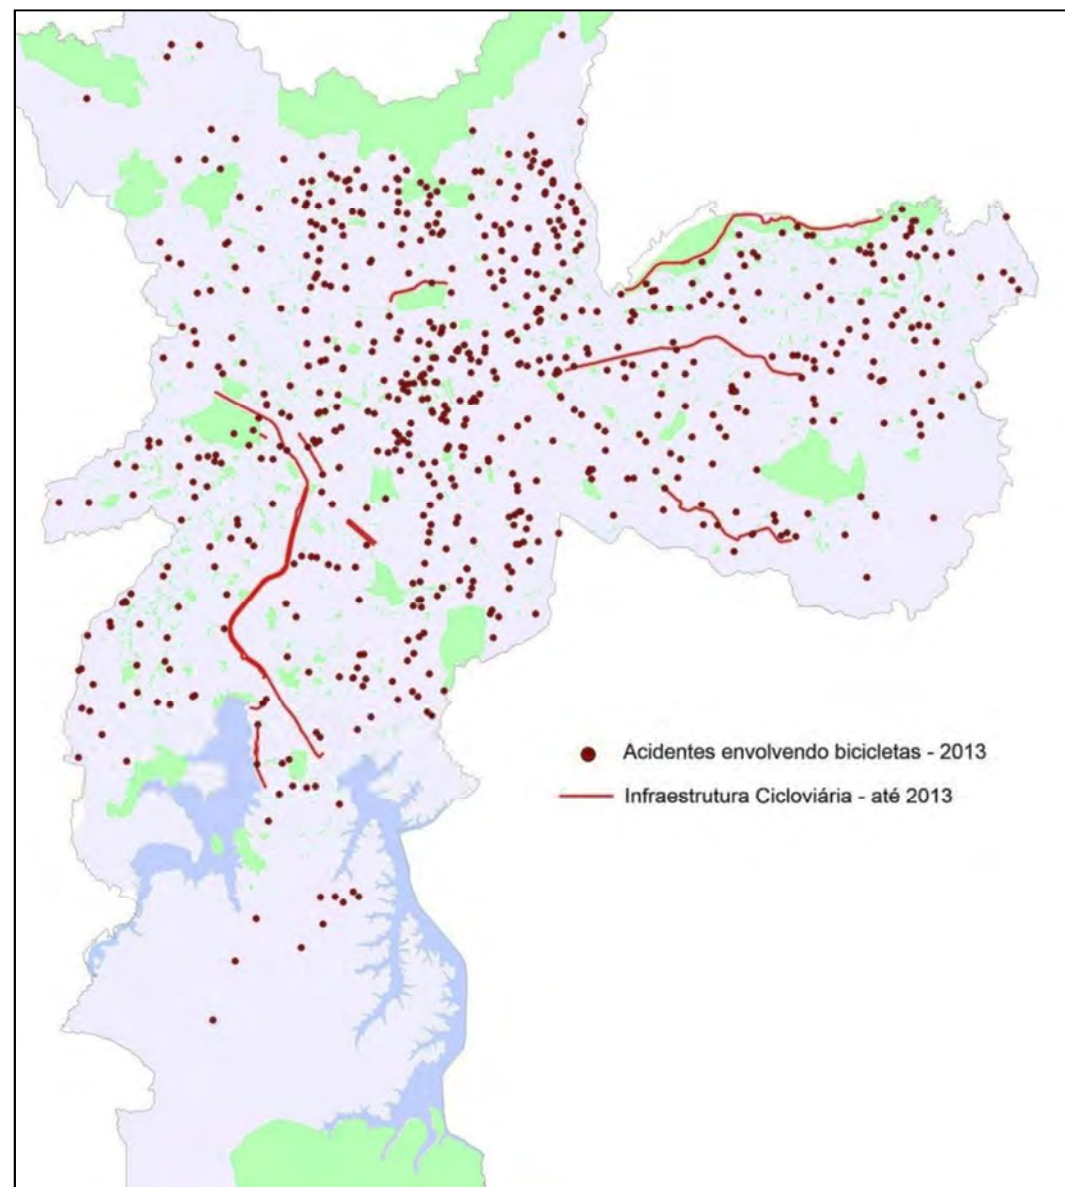 Acidentes envolvendo bicicletas - 2013
Infraestrutura Cicloviária - até 2013